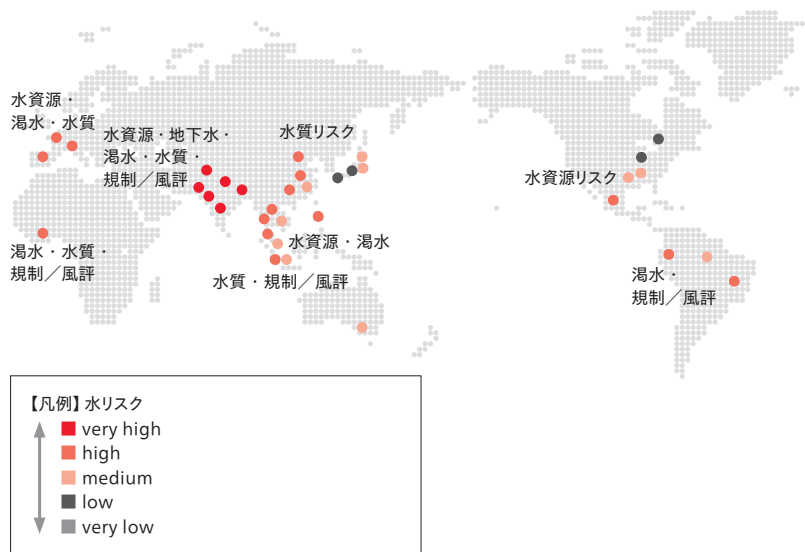 水資源・
渇水・水質
水資源・地下水・
渇水・水質・
規制／風評
水質リスク
水資源リスク
渇水・水質・
規制／風評
水資源・渇水
水質・規制／風評
渇水・
規制／風評
【凡例】水リスク
very high
high
medium
low
very low